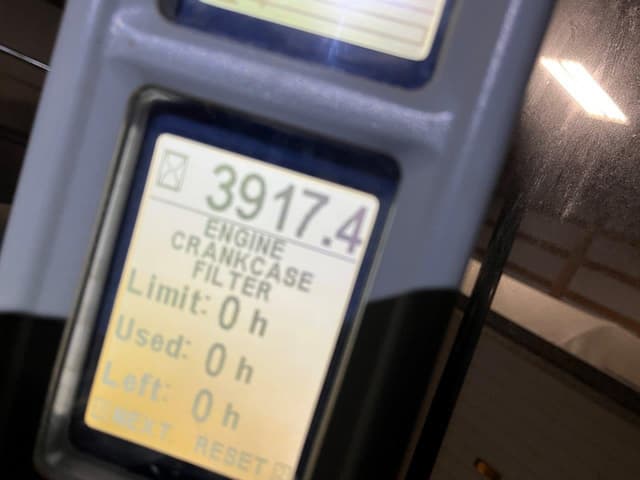 3917.4
ENGINE
CRANKCASE
FILTER
Limit: 0 h
Used: 0 h
Left: 0 h
NEXT RESET